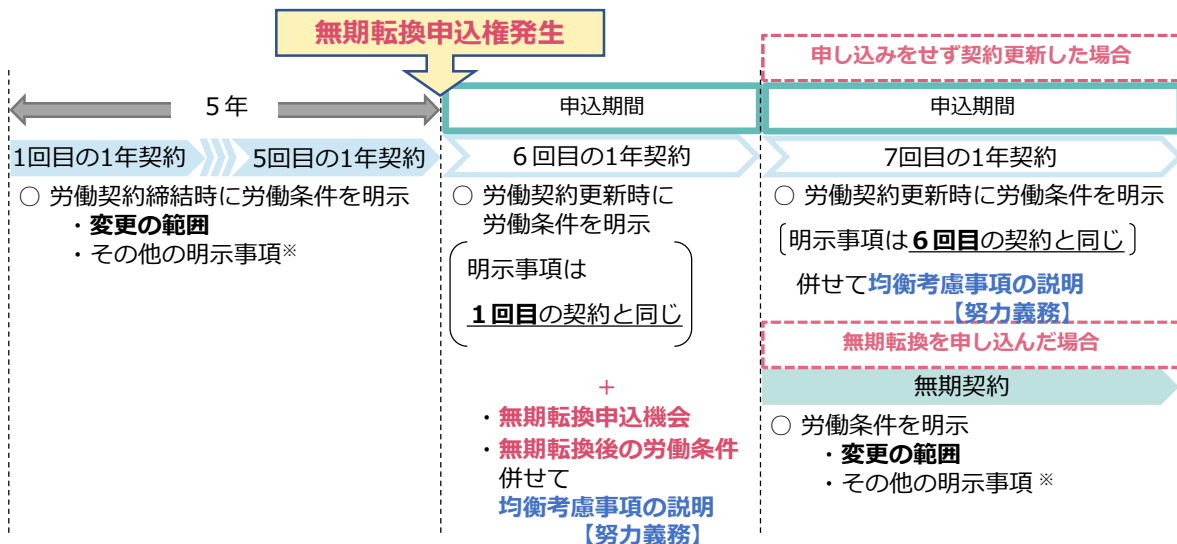 無期転換申込権発生
５年
1回目の1年契約
5回目の1年契約
○ 労働契約締結時に労働条件を明示
・変更の範囲
・その他の明示事項※
申込期間
６回目の1年契約
○ 労働契約更新時に
労働条件を明示
明示事項は
１回目の契約と同じ
＋
・無期転換申込機会
・無期転換後の労働条件
併せて
均衡考慮事項の説明
【努力義務】
申し込みをせず契約更新した場合
申込期間
7回目の1年契約
○ 労働契約更新時に労働条件を明示
明示事項は６回目の契約と同じ
併せて均衡考慮事項の説明
【努力義務】
無期転換を申し込んだ場合
無期契約
○ 労働条件を明示
・変更の範囲
・その他の明示事項 ※